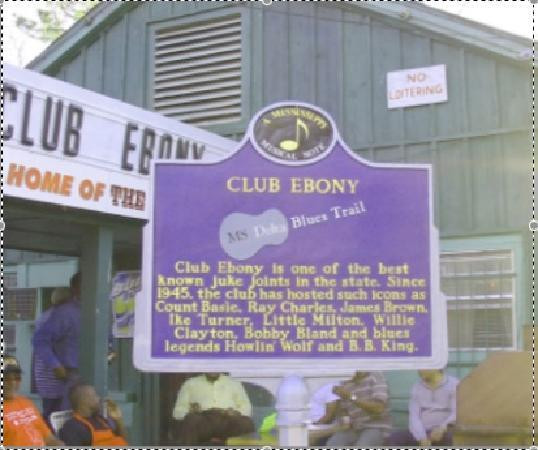 NO
LOITERING
CLUB EBONY
HOME OF THE
A MISSISSIPPI
MUSICAL NOTE
CLUB EBONY
MS Delta Blues Trail
Club Ebony is one of the best
known juke joints in the state. Since
1945, the club has hosted such icons as
Count Basie, Ray Charles, James Brown,
Ike Turner, Little Milton, Willie
Clayton, Bobby Bland and blues
legends Howlin' Wolf and B.B. King.